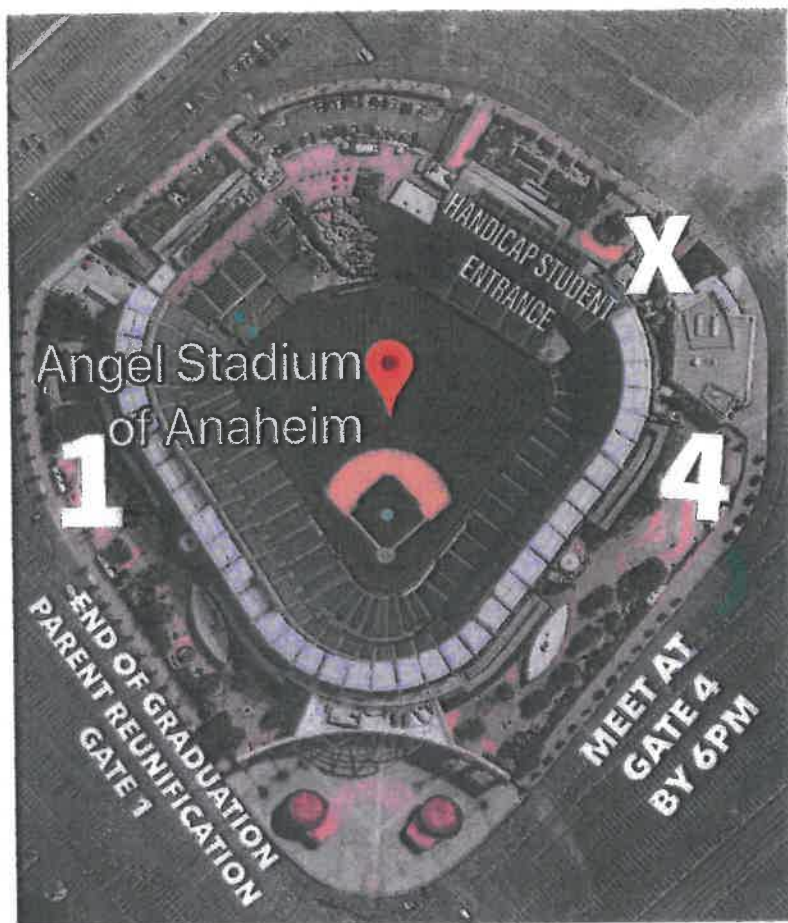 HANDICAP STUDENT
ENTRANCE
X
Angel Stadium
of Anaheim
1
4
END OF GRADUATION
PARENT REUNIFICATION
GATE 1
MEET AT
GATE 4
BY 6PM